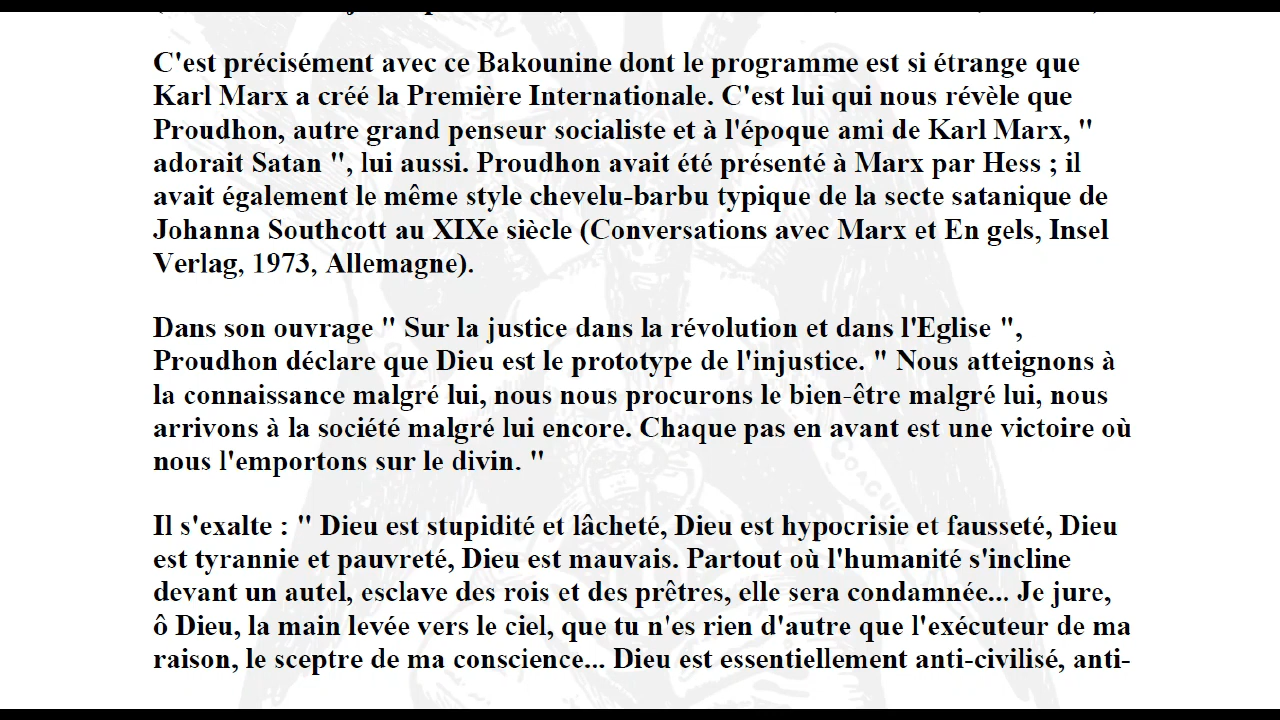 C'est précisément avec ce Bakounine dont le programme est si étrange que
Karl Marx a créé la Première Internationale. C'est lui qui nous révèle que
Proudhon, autre grand penseur socialiste et à l'époque ami de Karl Marx, "
adorait Satan ", lui aussi. Proudhon avait été présenté à Marx par Hess ; il
avait également le même style chevelu-barbu typique de la secte satanique de
Johanna Southcott au XIXe siècle (Conversations avec Marx et En gels, Insel
Verlag, 1973, Allemagne).
Dans son ouvrage " Sur la justice dans la révolution et dans l'Eglise ",
Proudhon déclare que Dieu est le prototype de l'injustice. " Nous atteignons à
la connaissance malgré lui, nous nous procurons le bien-être malgré lui, nous
arrivons à la société malgré lui encore. Chaque pas en avant est une victoire où
nous l'emportons sur le divin. "
Il s'exalte : " Dieu est stupidité et lâcheté, Dieu est hypocrisie et fausseté, Dieu
est tyrannie et pauvreté, Dieu est mauvais. Partout où l'humanité s'incline
devant un autel, esclave des rois et des prêtres, elle sera condamnée... Je jure,
ô Dieu, la main levée vers le ciel, que tu n'es rien d'autre que l'exécuteur de ma
raison, le sceptre de ma conscience... Dieu est essentiellement anti-civilisé, anti-